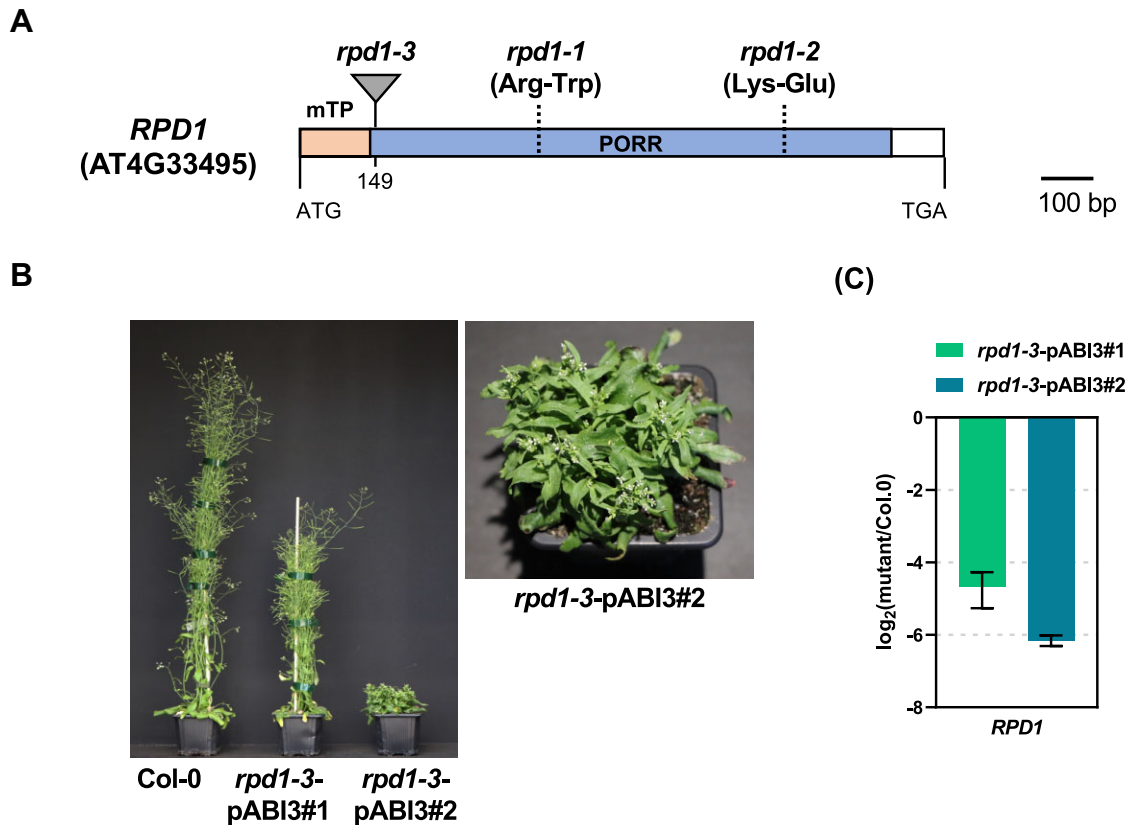 A
rpd1-3
rpd1-1
(Arg-Trp)
rpd1-2
(Lys-Glu)
mTP
RPD1
(AT4G33495)
PORR
149
ATG
TGA
100 bp
B
Col-0
rpd1-3-
pABI3#1
rpd1-3-
pABI3#2
rpd1-3-pABI3#2
(C)
rpd1-3-pABI3#1
rpd1-3-pABI3#2
log₂(mutant/Col.0)
0
-2
-4
-6
-8
RPD1